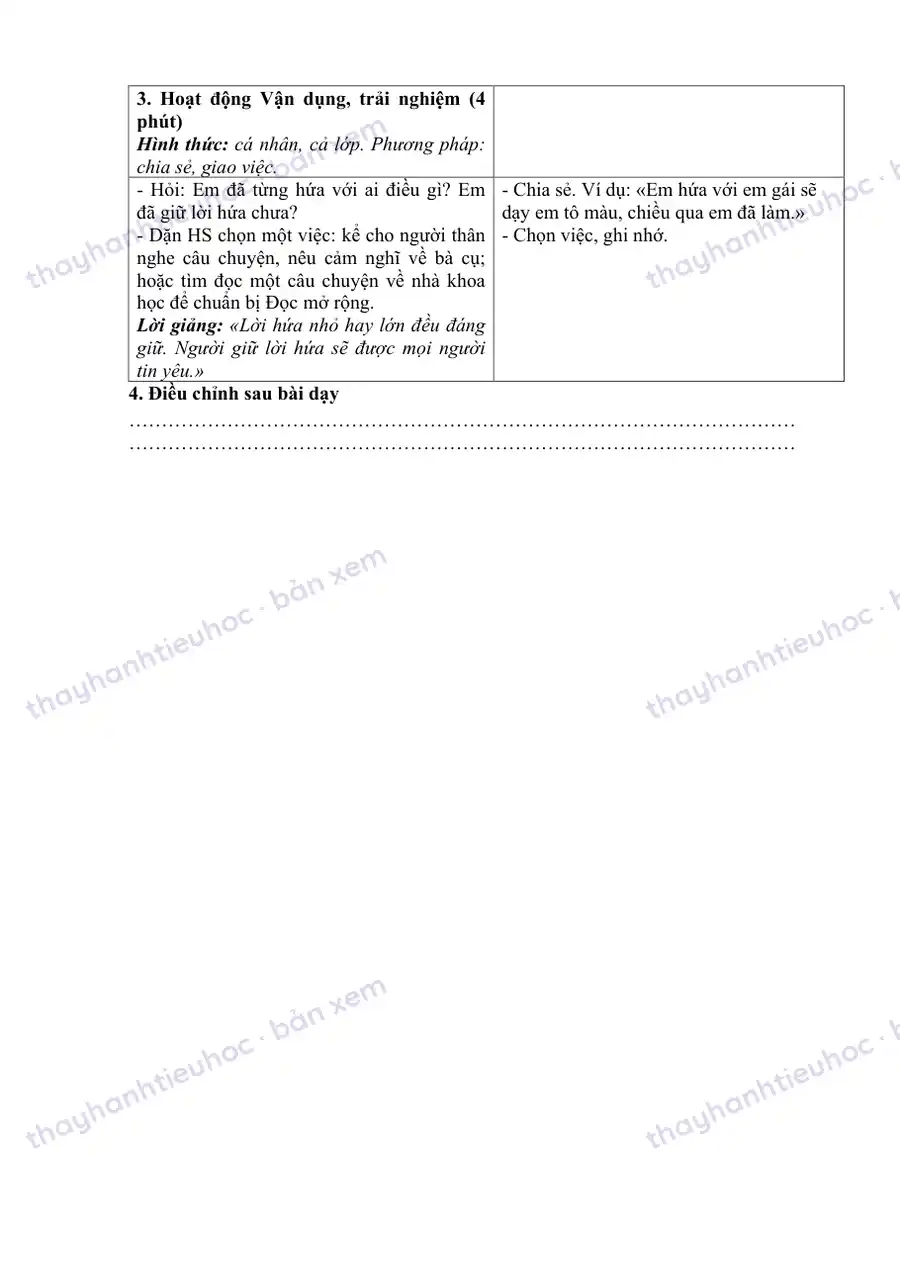 3. Hoạt động Vận dụng, trải nghiệm (4
phút)
Hình thức: cá nhân, cả lớp. Phương pháp:
chia sẻ, giao việc.
- Hỏi: Em đã từng hứa với ai điều gì? Em
đã giữ lời hứa chưa?
- Dặn HS chọn một việc: kể cho người thân
nghe câu chuyện, nêu cảm nghĩ về bà cụ;
hoặc tìm đọc một câu chuyện về nhà khoa
học để chuẩn bị Đọc mở rộng.
Lời giảng: «Lời hứa nhỏ hay lớn đều đáng
giữ. Người giữ lời hứa sẽ được mọi người
tin yêu.»
- Chia sẻ. Ví dụ: «Em hứa với em gái sẽ
dạy em tô màu, chiều qua em đã làm.»
- Chọn việc, ghi nhớ.
4. Điều chỉnh sau bài dạy
……………………………………………………………………………………
……………………………………………………………………………………
thayhanhtieuhoc · bản xem
thayhanhtieuhoc · b
thayhanhtieuhoc · bản xem
thayhanhtieuhoc · b
thayhanhtieuhoc · bản xem
thayhanhtieuhoc · b